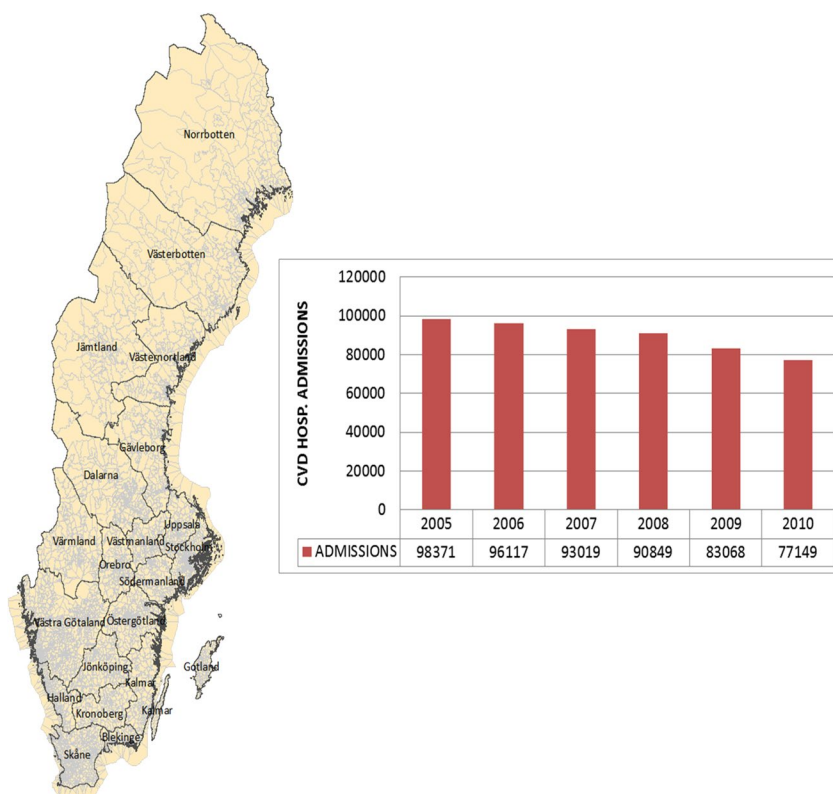 Norrbotten
Västerbotten
Jämtland
Västernorrland
Gävleborg
Dalarna
Uppsala
Värmland
Västmanland
Stockholm
Örebro
Södermanland
Västra Götaland
Östergötland
Jönköping
Gotland
Kalmar
Halland
Kronoberg
Kalmar
Blekinge
Skåne
CVD HOSP. ADMISSIONS
120000
100000
80000
60000
40000
20000
0
2005 2006 2007 2008 2009 2010
ADMISSIONS 98371 96117 93019 90849 83068 77149